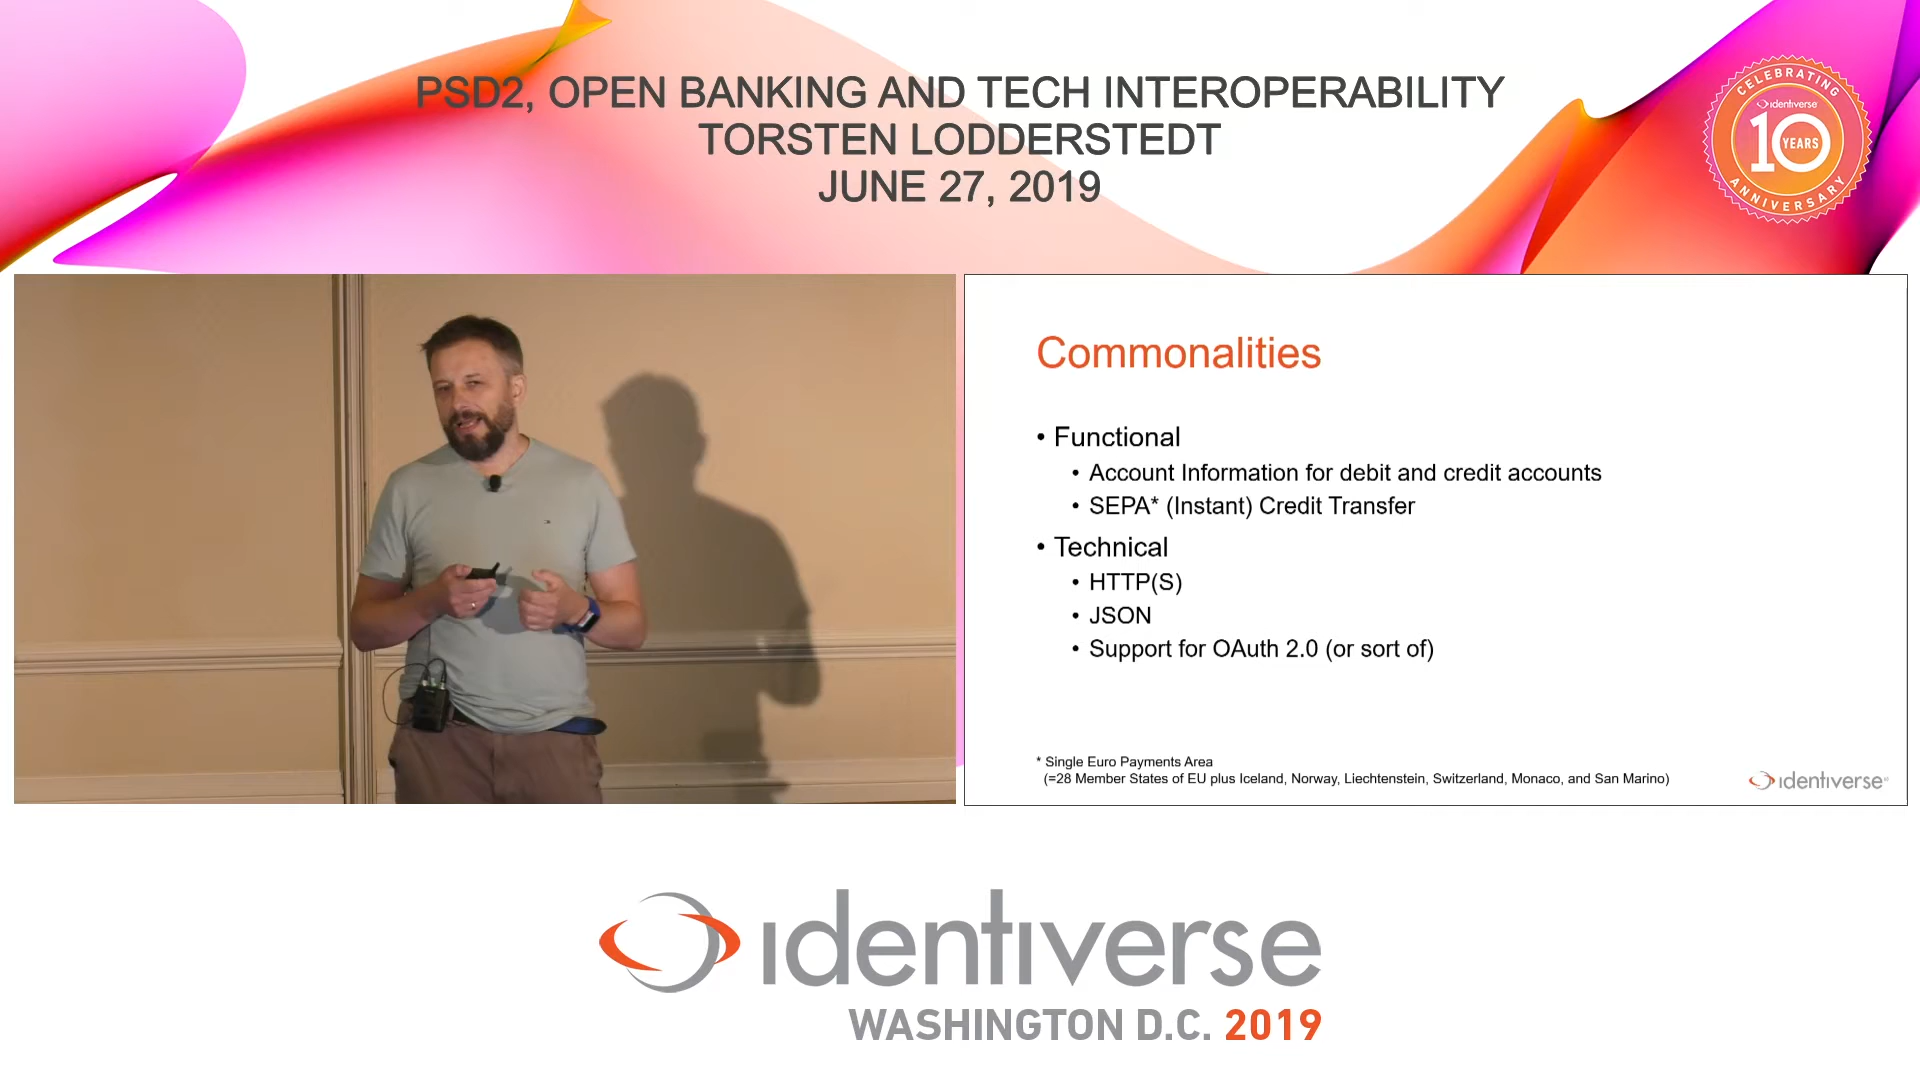 PSD2, OPEN BANKING AND TECH INTEROPERABILITY
TORSTEN LODDERSTEDT
JUNE 27, 2019
CELEBRATING
identiverse
10
YEARS
ANNIVERSARY
Commonalities
• Functional
• Account Information for debit and credit accounts
• SEPA* (Instant) Credit Transfer
• Technical
• HTTP(S)
• JSON
• Support for OAuth 2.0 (or sort of)
* Single Euro Payments Area
(=28 Member States of EU plus Iceland, Norway, Liechtenstein, Switzerland, Monaco, and San Marino)
identiverse
identiverse
WASHINGTON D.C. 2019